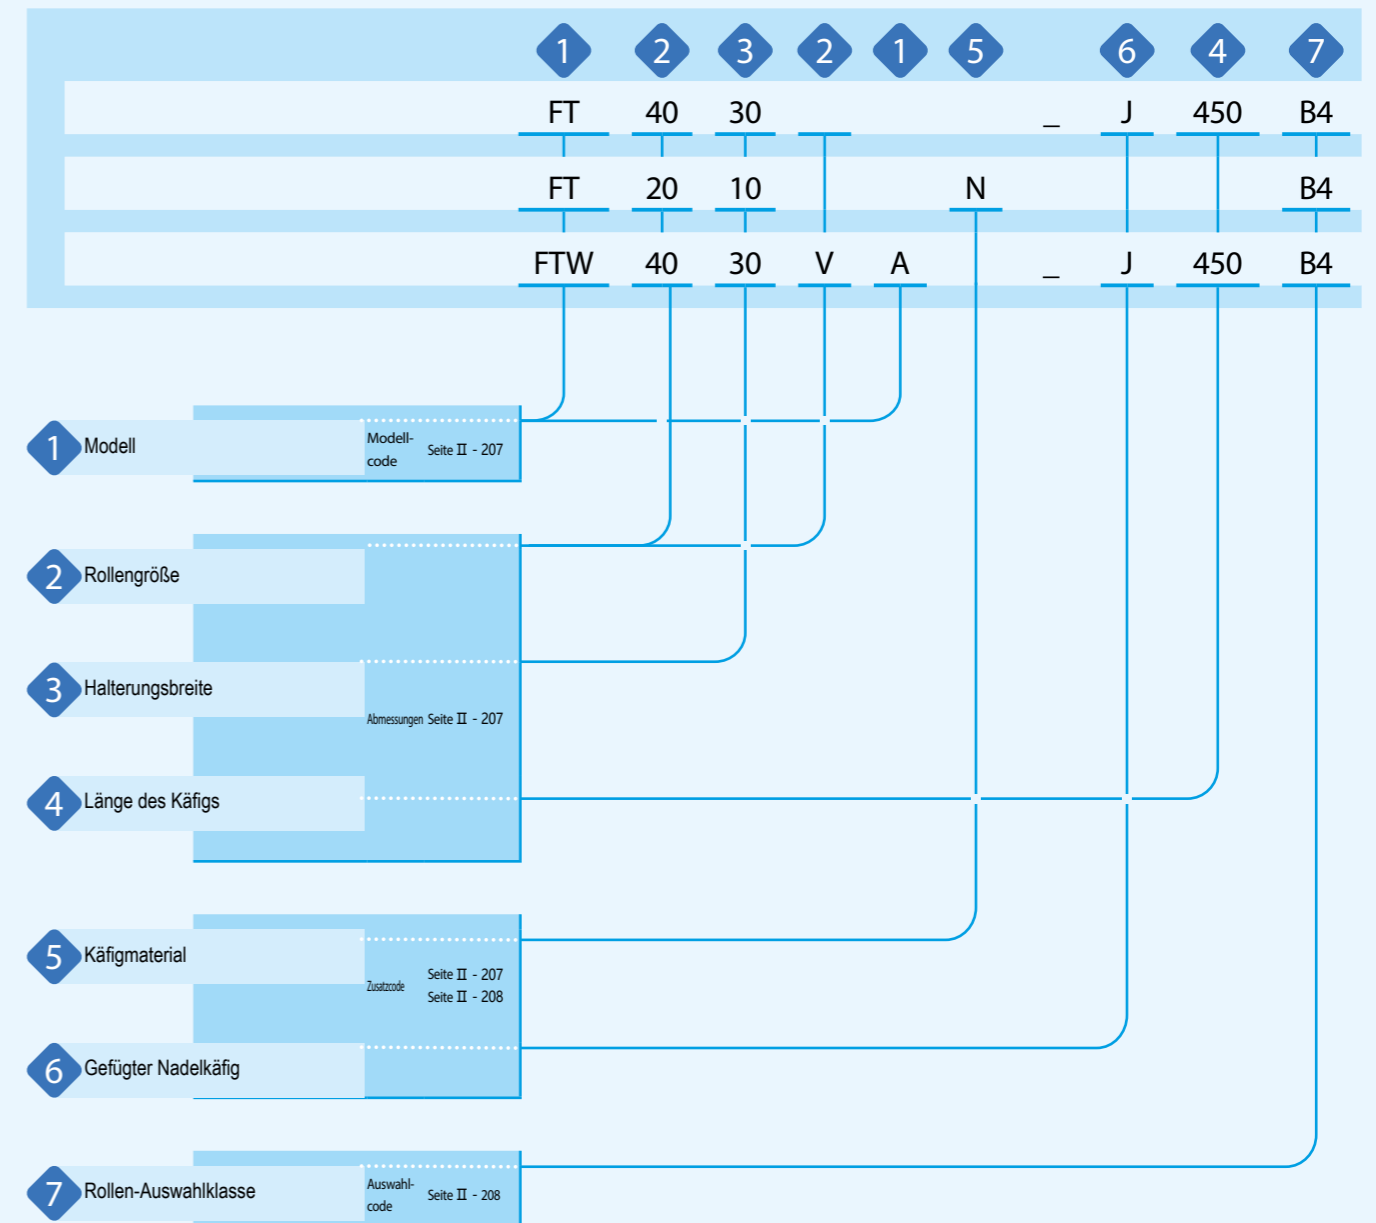 1 2 3 2 1 5 6 4 7
FT 40 30 _ J 450 B4
FT 20 10 N B4
FTW 40 30 V A _ J 450 B4
1 Modell
Modell-
code
Seite II - 207
2 Rollengröße
3 Halterungsbreite
Abmessungen Seite II - 207
4 Länge des Käfigs
5 Käfigmaterial
Zusatzcode
Seite II - 207
Seite II - 208
6 Gefügter Nadelkäfig
7 Rollen-Auswahlklasse
Auswahl-
code
Seite II - 208